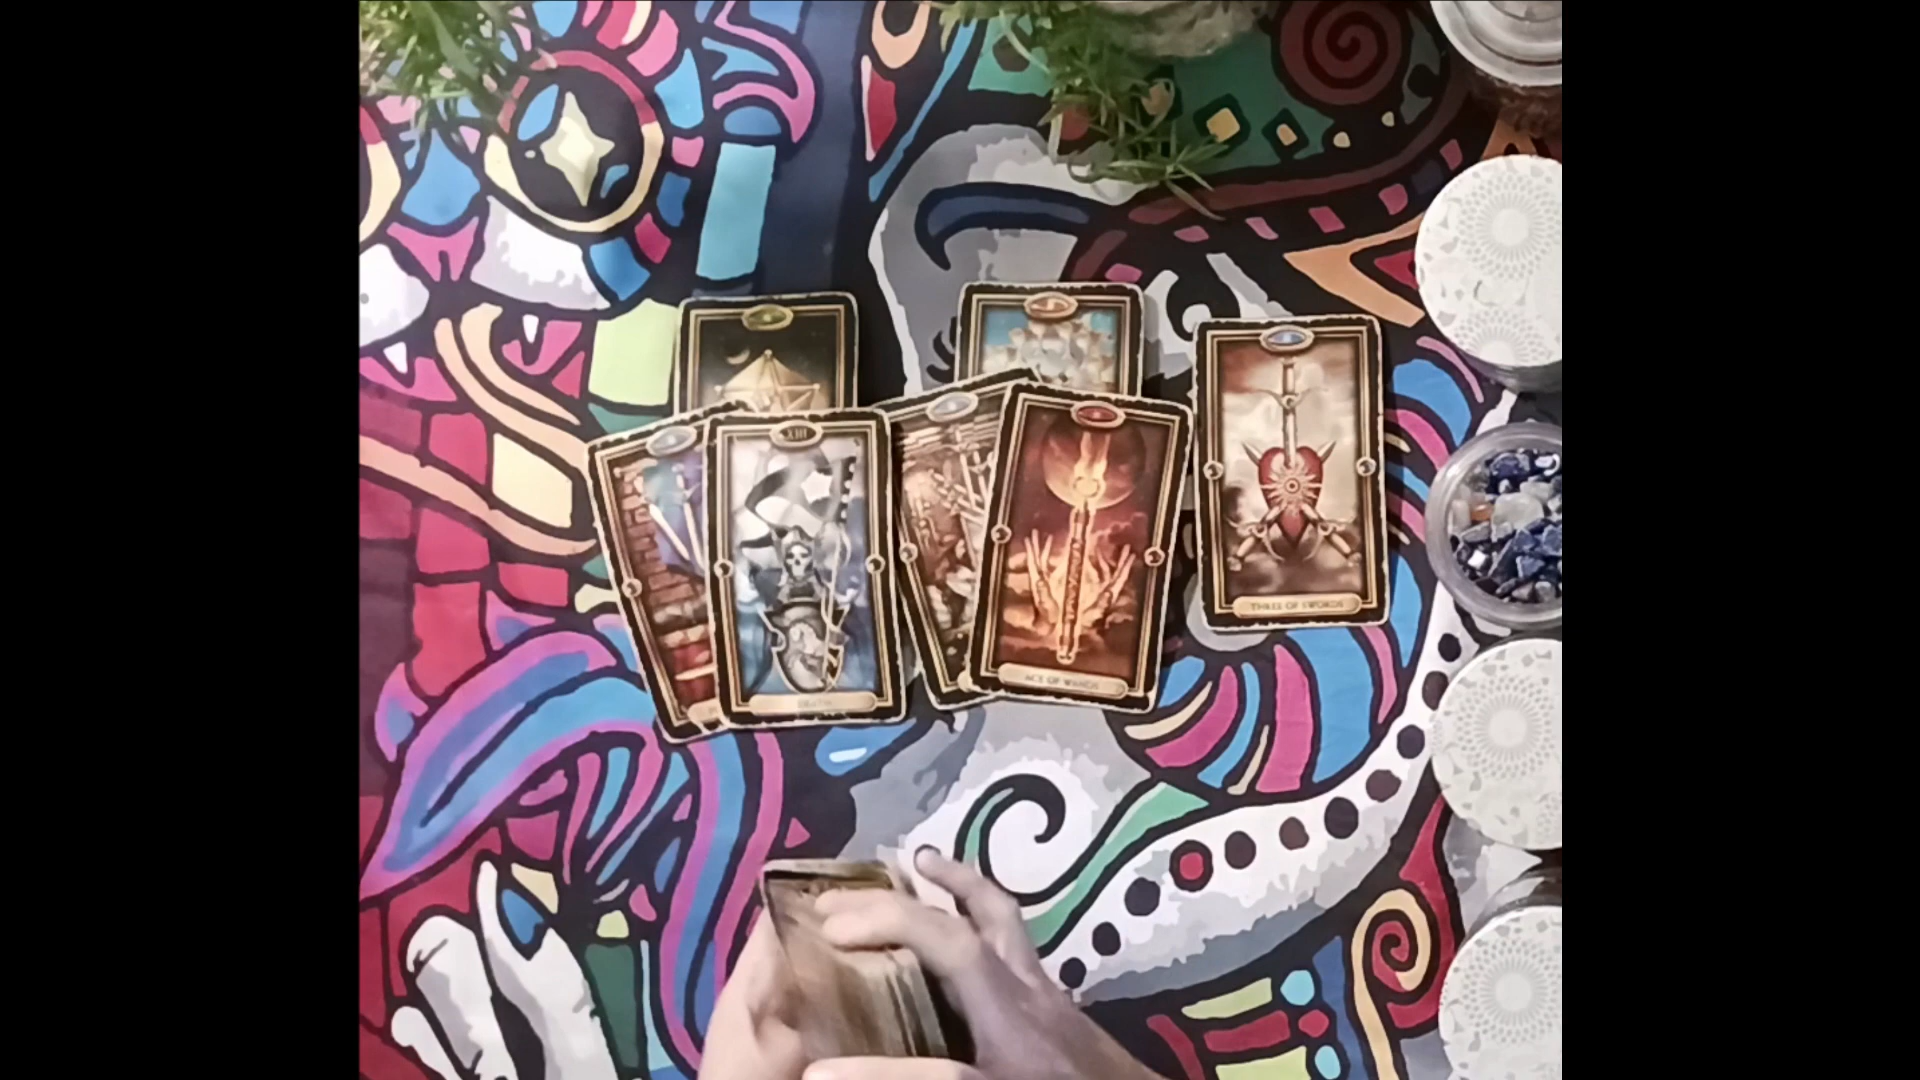 XIII
THREE OF SWORDS
ACE OF WANDS
DEATH